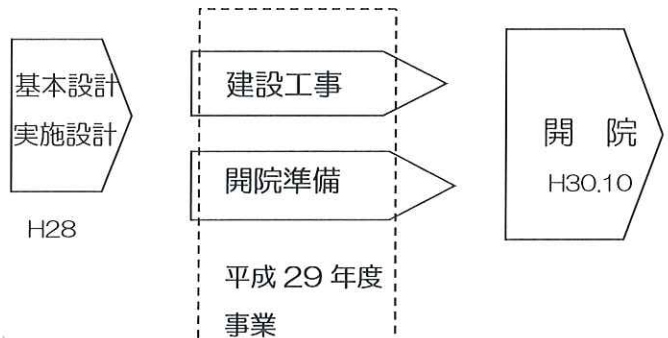 基本設計
実施設計
H28
建設工事
開院準備
平成 29 年度
事業
開 院
H30.10